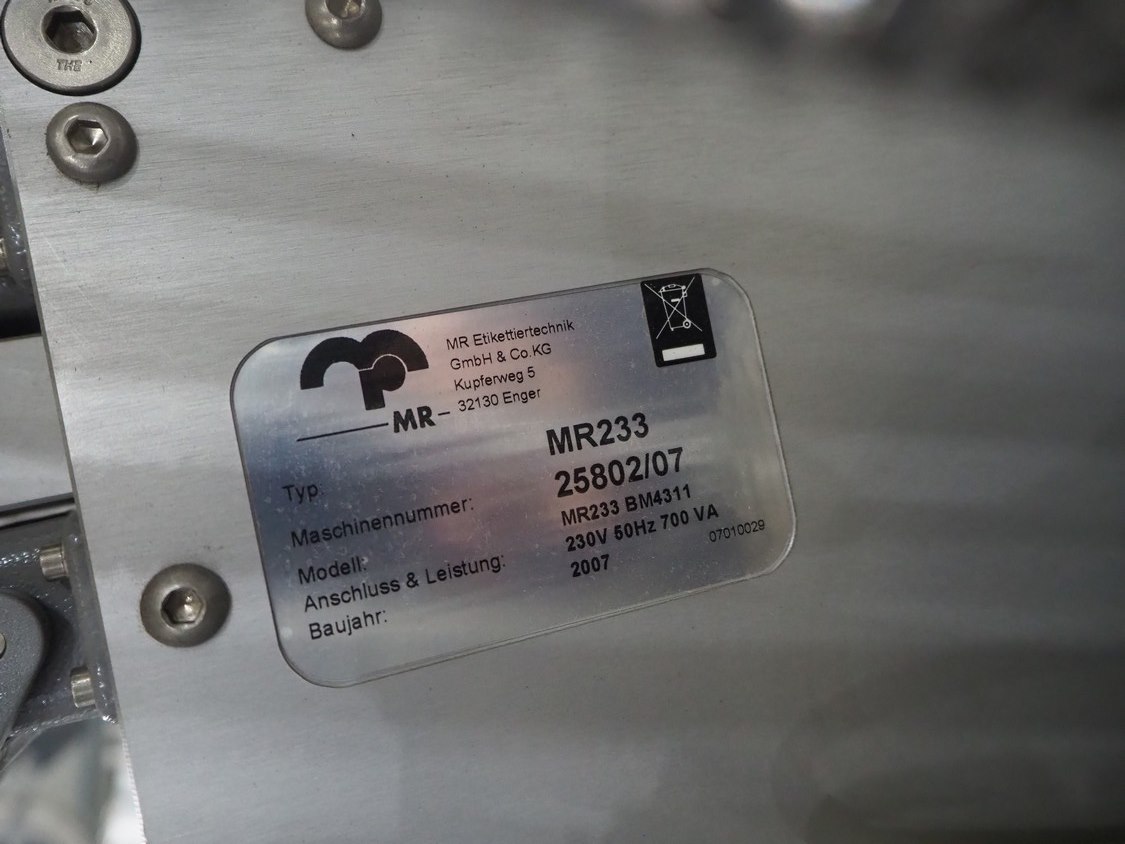 THE
MR Etikettiertechnik
GmbH & Co.KG
Kupferweg 5
32130 Enger
MR
Typ: MR233
Maschinennummer: 25802/07
Modell: MR233 BM4311
Anschluss & Leistung: 230V 50Hz 700 VA
Baujahr: 2007
07010029